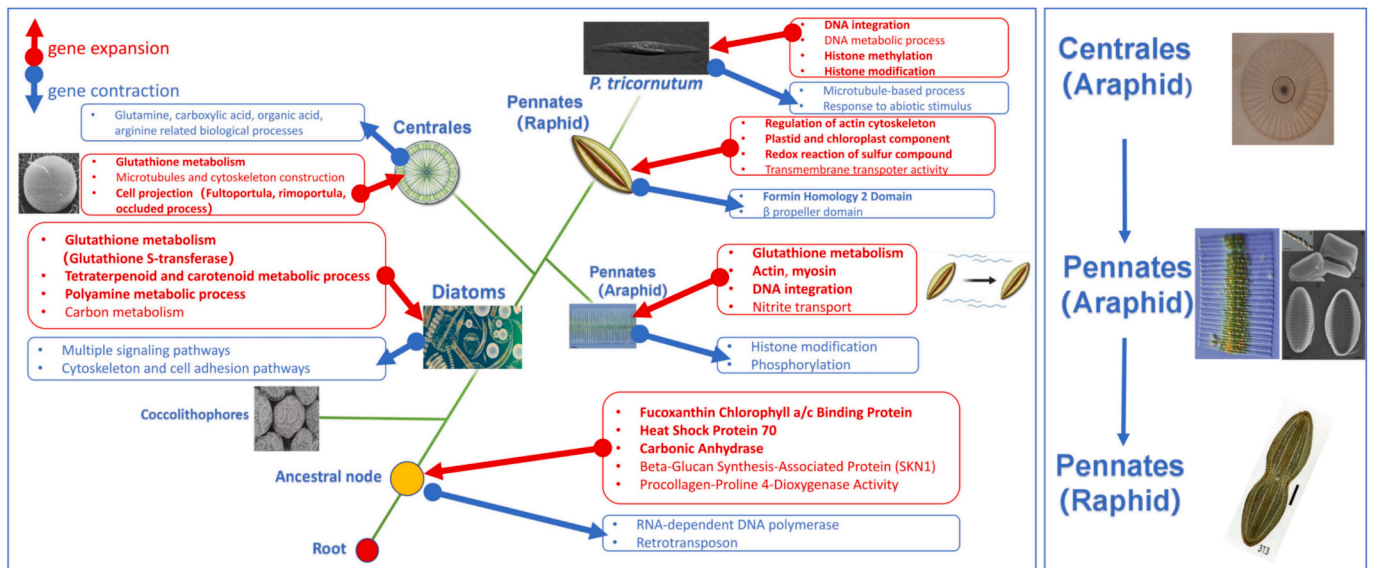 gene expansion
gene contraction
• Glutamine, carboxylic acid, organic acid,
arginine related biological processes
Centrales
• Glutathione metabolism
• Microtubules and cytoskeleton construction
• Cell projection (Fultoportula, rimoportula,
occluded process)
• Glutathione metabolism
(Glutathione S-transferase)
• Tetraterpenoid and carotenoid metabolic process
• Polyamine metabolic process
• Carbon metabolism
• Multiple signaling pathways
• Cytoskeleton and cell adhesion pathways
Diatoms
Coccolithophores
Ancestral node
Root
P. tricornutum
• DNA integration
• DNA metabolic process
• Histone methylation
• Histone modification
• Microtubule-based process
• Response to abiotic stimulus
Pennates
(Raphid)
• Regulation of actin cytoskeleton
• Plastid and chloroplast component
• Redox reaction of sulfur compound
• Transmembrane transpoter activity
• Formin Homology 2 Domain
• β propeller domain
Pennates
(Araphid)
• Glutathione metabolism
• Actin, myosin
• DNA integration
• Nitrite transport
• Histone modification
• Phosphorylation
• Fucoxanthin Chlorophyll a/c Binding Protein
• Heat Shock Protein 70
• Carbonic Anhydrase
• Beta-Glucan Synthesis-Associated Protein (SKN1)
• Procollagen-Proline 4-Dioxygenase Activity
• RNA-dependent DNA polymerase
• Retrotransposon
Centrales
(Araphid)
Pennates
(Araphid)
Pennates
(Raphid)
313